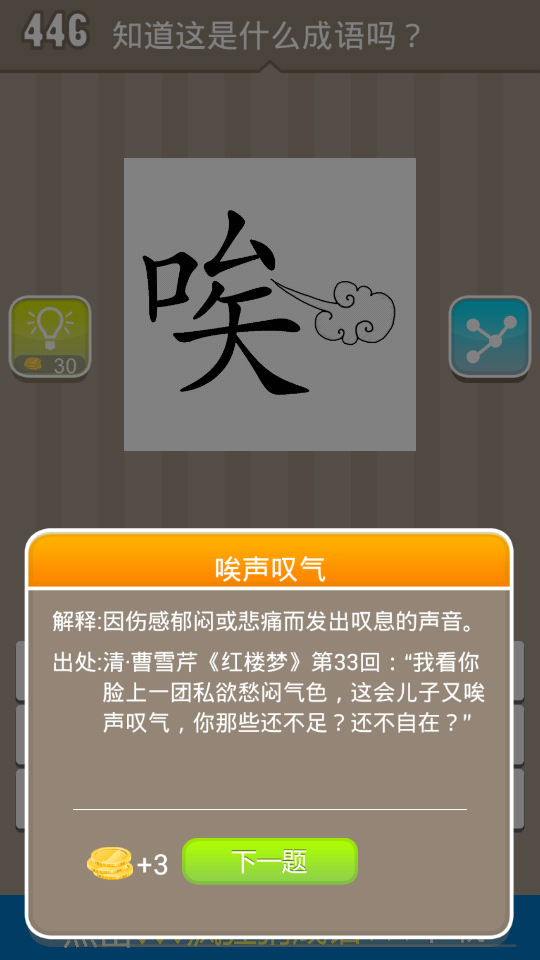 446 知道这是什么成语吗？
唉
30
唉声叹气
解释:因伤感郁闷或悲痛而发出叹息的声音。
出处:清·曹雪芹《红楼梦》第33回：“我看你
脸上一团私欲愁闷气色，这会儿子又唉
声叹气，你那些还不足？还不自在？”
+3 下一题